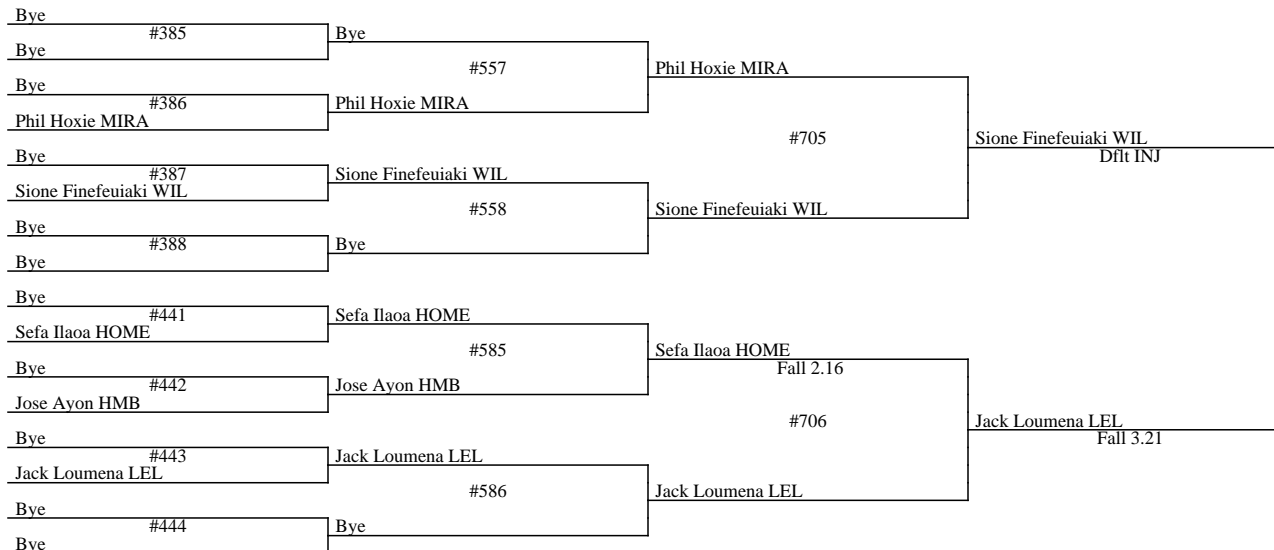 Bye
#385
Bye
Bye
#557
Bye
#386
Phil Hoxie MIRA
Phil Hoxie MIRA
Phil Hoxie MIRA
#705
Bye
#387
Sione Finefeuiaki WIL
Sione Finefeuiaki WIL
#558
Sione Finefeuiaki WIL
Bye
#388
Bye
Bye
Sione Finefeuiaki WIL
Dflt INJ
Bye
#441
Sefa Ilaoa HOME
Sefa Ilaoa HOME
#585
Bye
#442
Jose Ayon HMB
Jose Ayon HMB
Sefa Ilaoa HOME
Fall 2.16
#706
Bye
#443
Jack Loumena LEL
Jack Loumena LEL
#586
Jack Loumena LEL
Bye
#444
Bye
Bye
Jack Loumena LEL
Fall 3.21